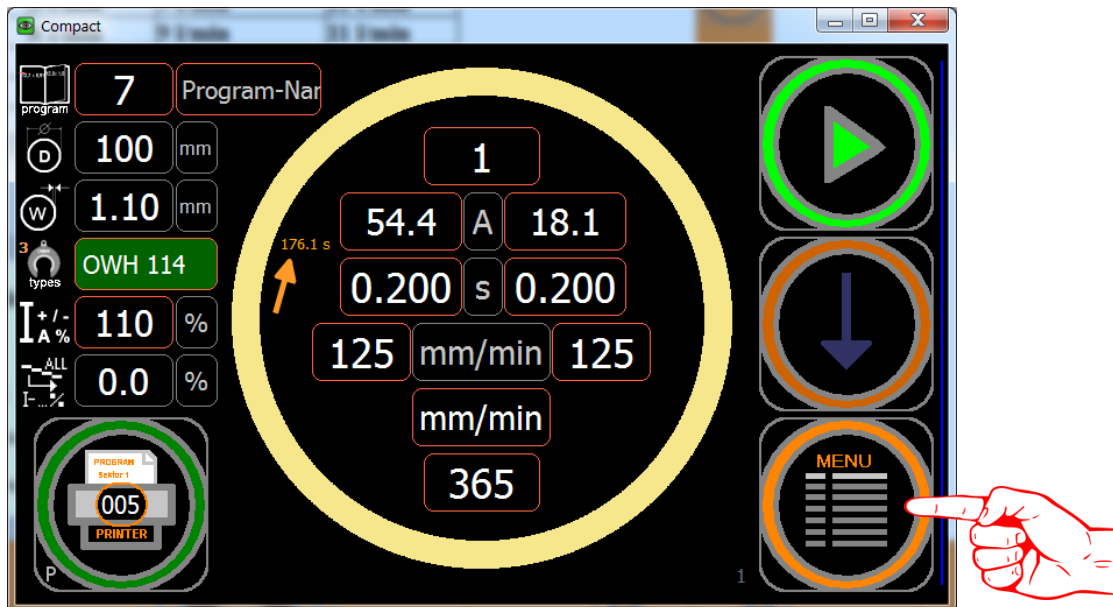 Compact
program
7
Program-Nar
D
100
mm
W
1.10
mm
3
types
OWH 114
I + / -
A %
110
%
ALL
I-...%
0.0
%
PROGRAM
Sektor 1
005
PRINTER
P
176.1 s
1
54.4 A 18.1
0.200 s 0.200
125 mm/min 125
mm/min
365
MENU
1